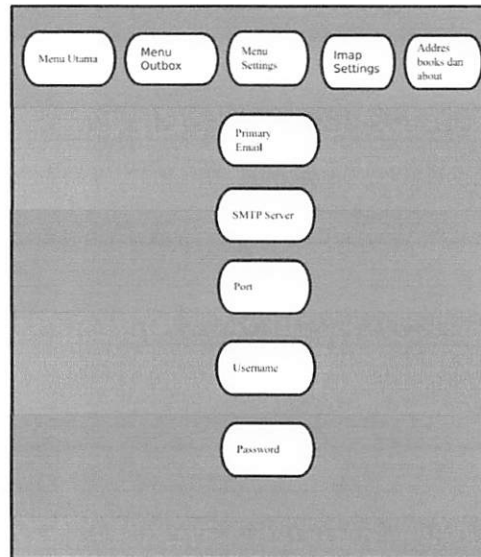 Menu Utama
Menu
Outbox
Menu
Settings
Imap
Settings
Addres
books dan
about
Primary
Email
SMTP Server
Port
Username
Password